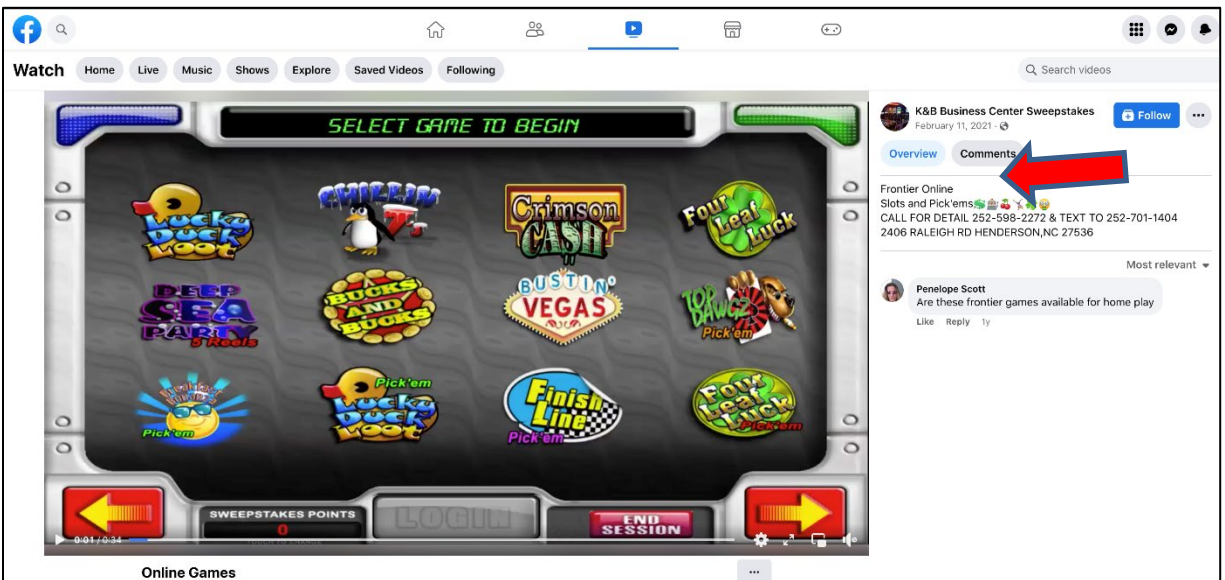 Watch Home Live Music Shows Explore Saved Videos Following
Search videos
SELECT GAME TO BEGIN
Lucky Duck Loot
CHILLIN
Crimson CASH
Four Leaf Luck
DEEP SEA PARTY 5 Reels
BUCKS AND BUCKS
BUSTIN' VEGAS
TOP DAWGZ Pick'em
Pick'em
Pick'em Lucky Duck Loot
Finish Line Pick'em
Four Leaf Luck Pick'em
SWEEPSTAKES POINTS
0
LOGIN
END SESSION
0:01 / 0:34
Online Games
K&B Business Center Sweepstakes
Follow
February 11, 2021
Overview Comments
Frontier Online
Slots and Pick'ems
CALL FOR DETAIL 252-598-2272 & TEXT TO 252-701-1404
2406 RALEIGH RD HENDERSON,NC 27536
Most relevant
Penelope Scott
Are these frontier games available for home play
Like Reply 1y